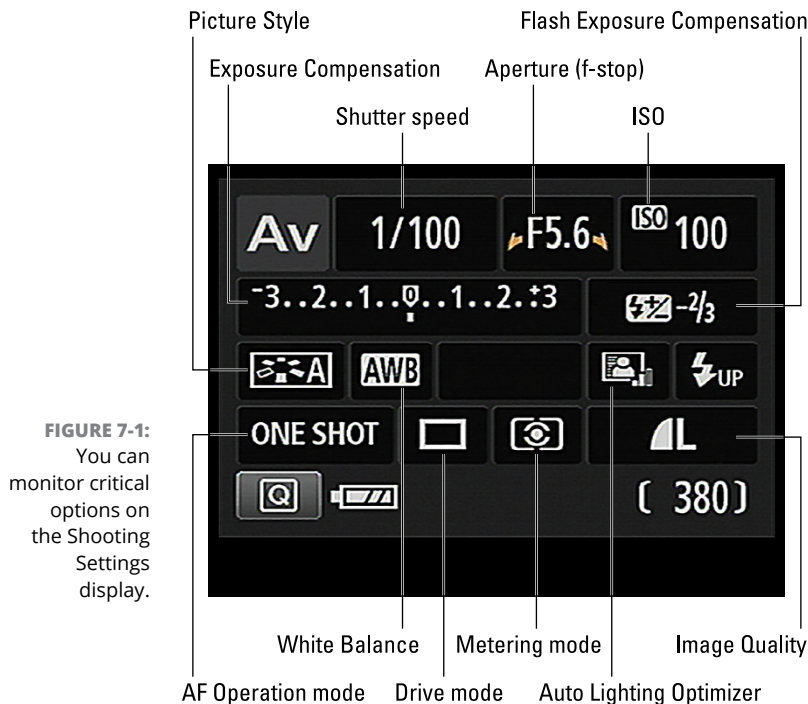 Picture Style
Flash Exposure Compensation
Exposure Compensation
Aperture (f-stop)
Shutter speed
ISO
Av
1/100
F5.6
ISO 100
-3..2..1..0..1..2.:+3
-2/3
A
AWB
UP
ONE SHOT
L
Q
[ 380]
FIGURE 7-1:
You can
monitor critical
options on
the Shooting
Settings
display.
White Balance
Metering mode
Image Quality
AF Operation mode
Drive mode
Auto Lighting Optimizer